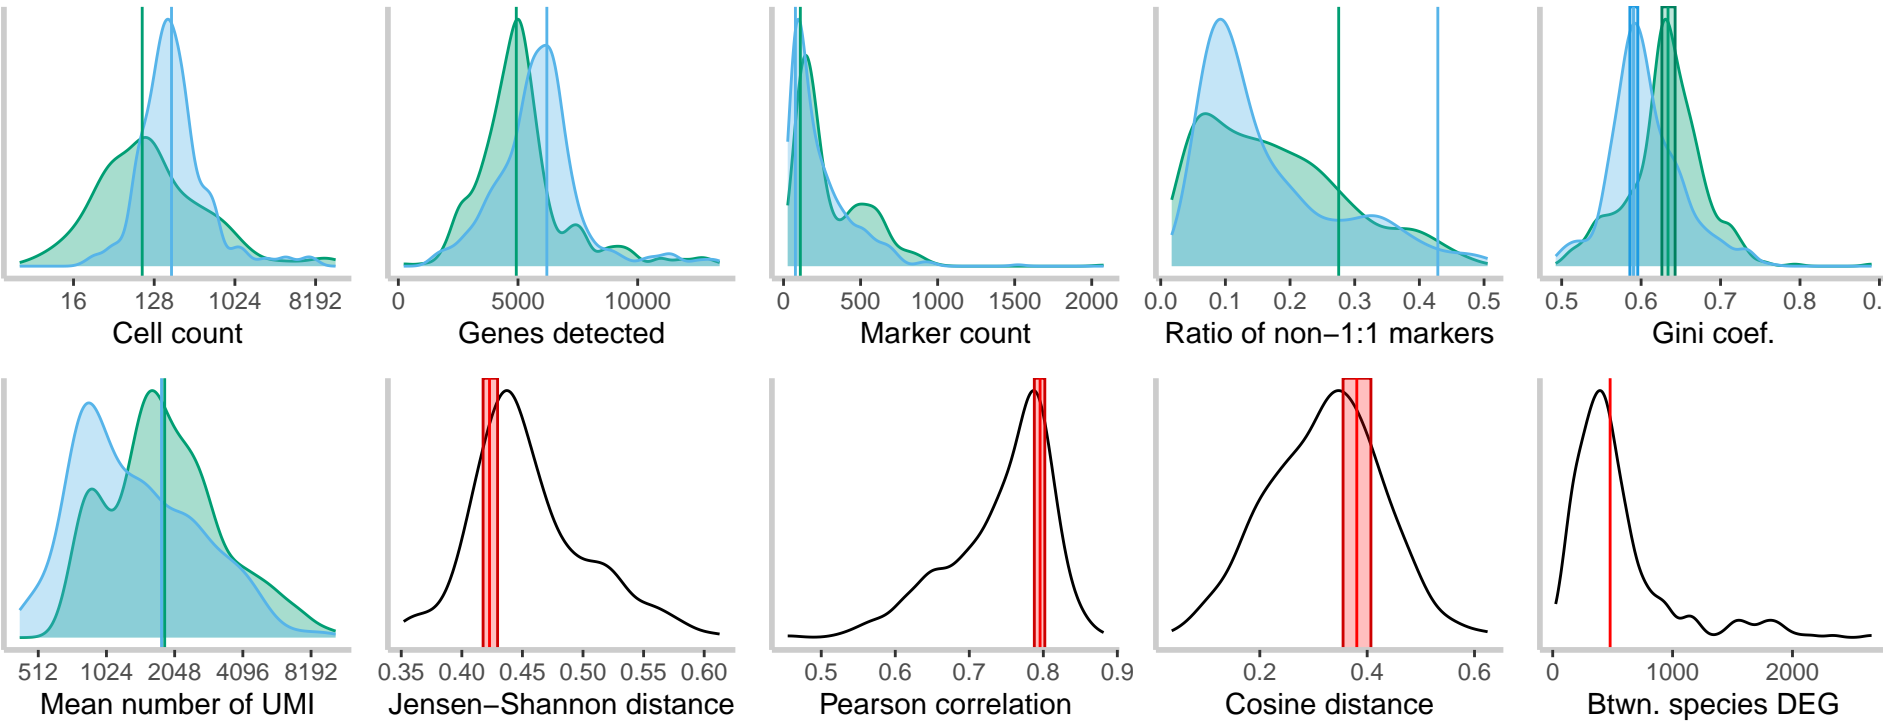 16 128 1024 8192
Cell count
0 5000 10000
Genes detected
0 500 1000 1500 2000
Marker count
0.0 0.1 0.2 0.3 0.4 0.5
Ratio of non−1:1 markers
0.5 0.6 0.7 0.8 0.
Gini coef.
512 1024 2048 4096 8192
Mean number of UMI
0.35 0.40 0.45 0.50 0.55 0.60
Jensen−Shannon distance
0.5 0.6 0.7 0.8 0.9
Pearson correlation
0.2 0.4 0.6
Cosine distance
0 1000 2000
Btwn. species DEG